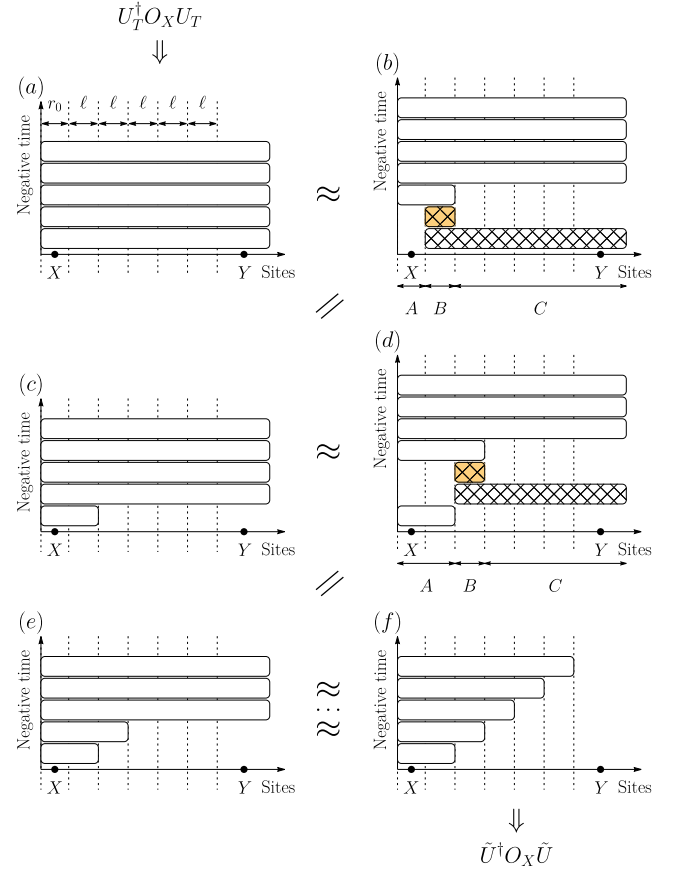 U_T^† O_X U_T
⇓
(a)
r_0 ℓ ℓ ℓ ℓ ℓ
Negative time
X Y Sites
≈
(b)
Negative time
X Y Sites
A B C
//
(c)
Negative time
X Y Sites
≈
(d)
Negative time
X Y Sites
A B C
//
(e)
Negative time
X Y Sites
≈
...
≈
(f)
Negative time
X Y Sites
⇓
Ũ^† O_X Ũ